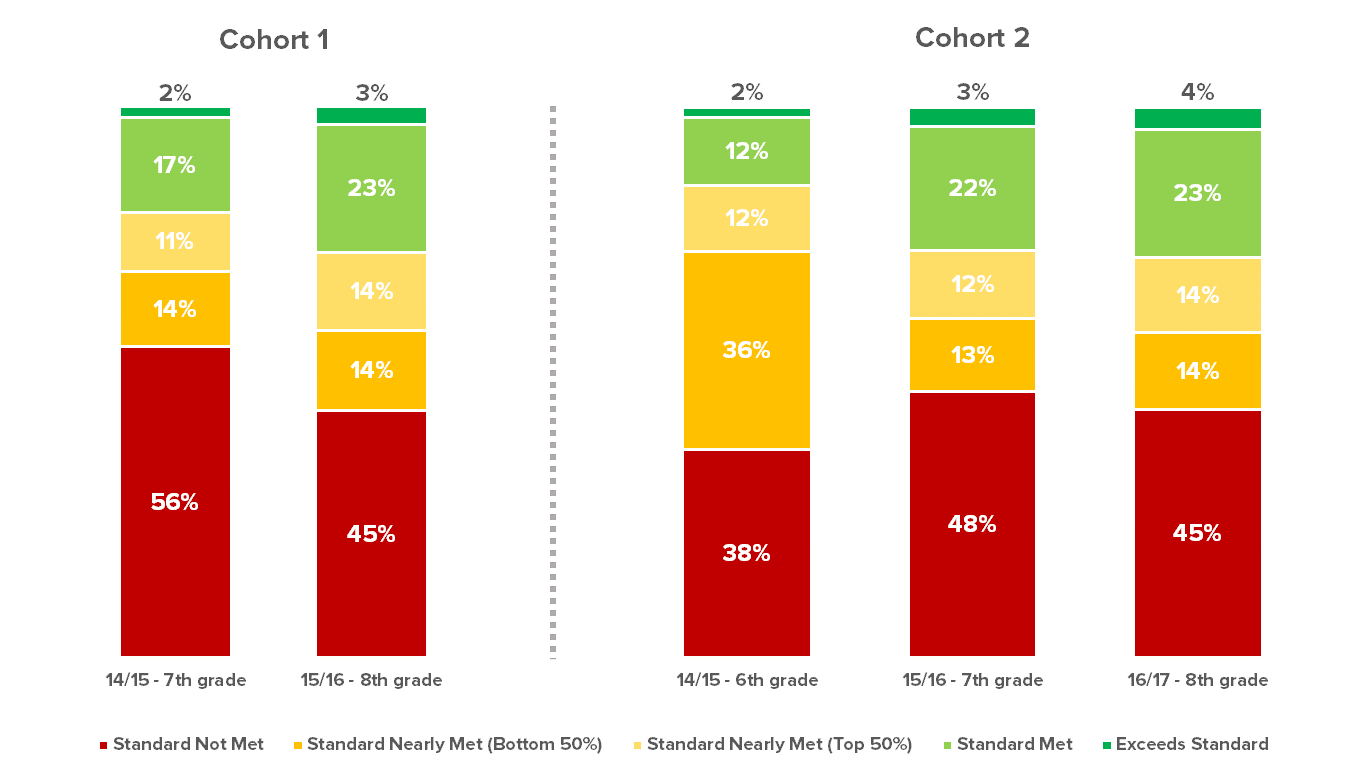 Cohort 1
Cohort 2
2%
3%
2%
3%
4%
17%
23%
12%
22%
23%
11%
14%
12%
12%
14%
14%
14%
36%
13%
14%
56%
45%
38%
48%
45%
14/15 - 7th grade
15/16 - 8th grade
14/15 - 6th grade
15/16 - 7th grade
16/17 - 8th grade
Standard Not Met
Standard Nearly Met (Bottom 50%)
Standard Nearly Met (Top 50%)
Standard Met
Exceeds Standard